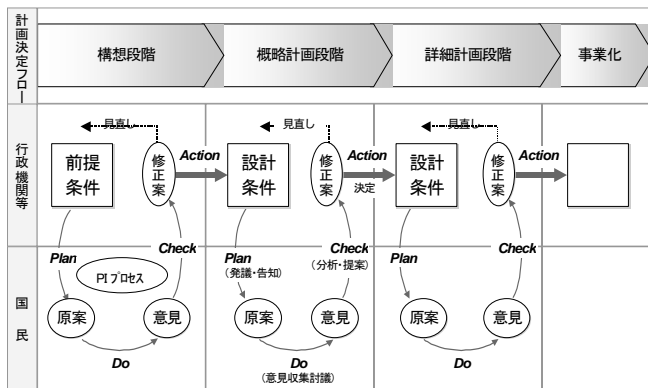 計画決定フロー
構想段階
概略計画段階
詳細計画段階
事業化
行政機関等
見直し
見直し
見直し
前提
条件
修正案
Action
設計
条件
修正案
Action
決定
設計
条件
修正案
Action
Plan
Check
PIプロセス
Plan
(発議・告知)
Check
(分析・提案)
Plan
Check
国民
原案
意見
原案
意見
原案
意見
Do
Do
(意見収集討議)
Do